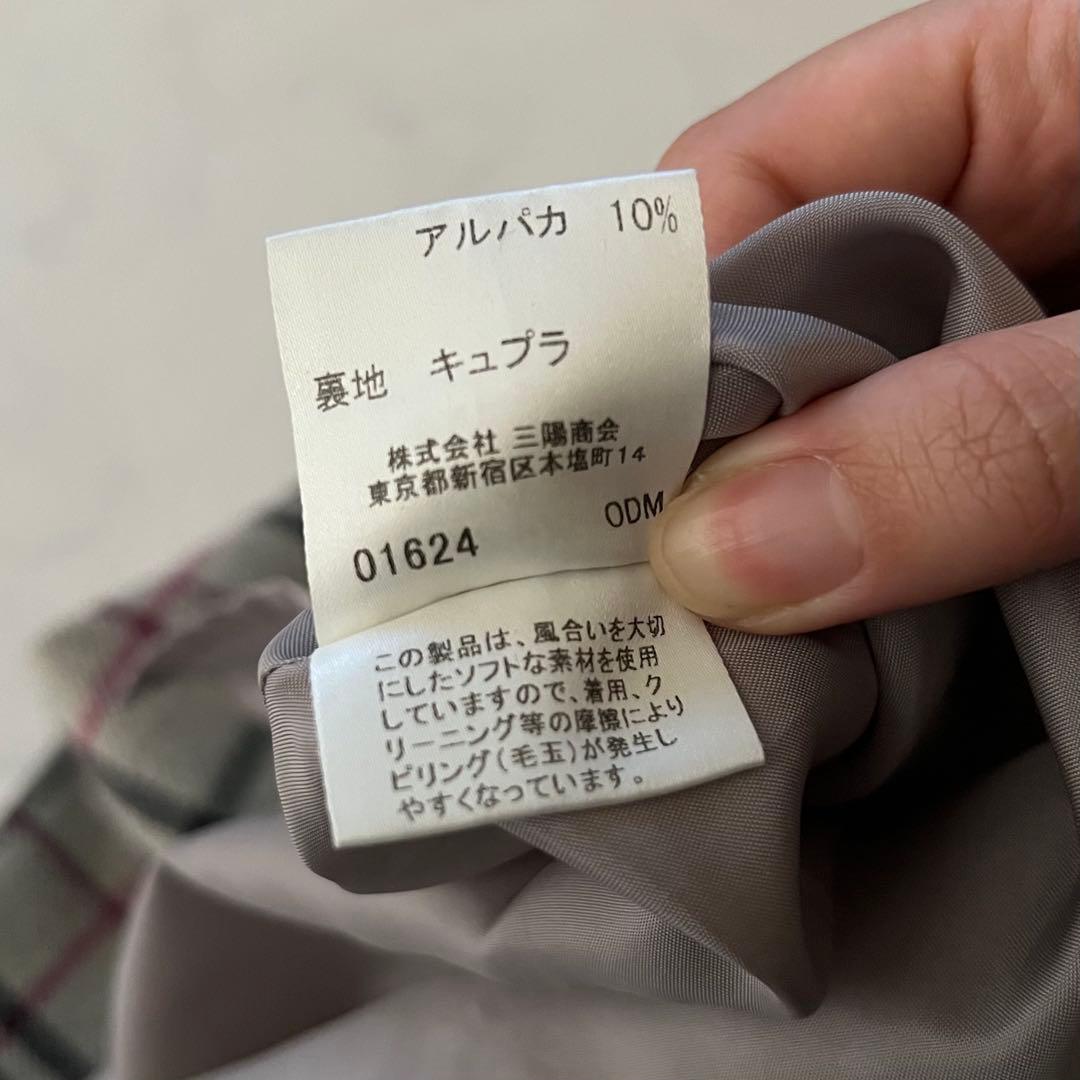 アルパカ 10%
裏地 キュプラ
株式会社 三陽商会
東京都新宿区本塩町14
ODM
01624
この製品は、風合いを大切
にしたソフトな素材を使用
していますので、着用、ク
リーニング等の摩擦により
ピリング(毛玉)が発生し
やすくなっています。